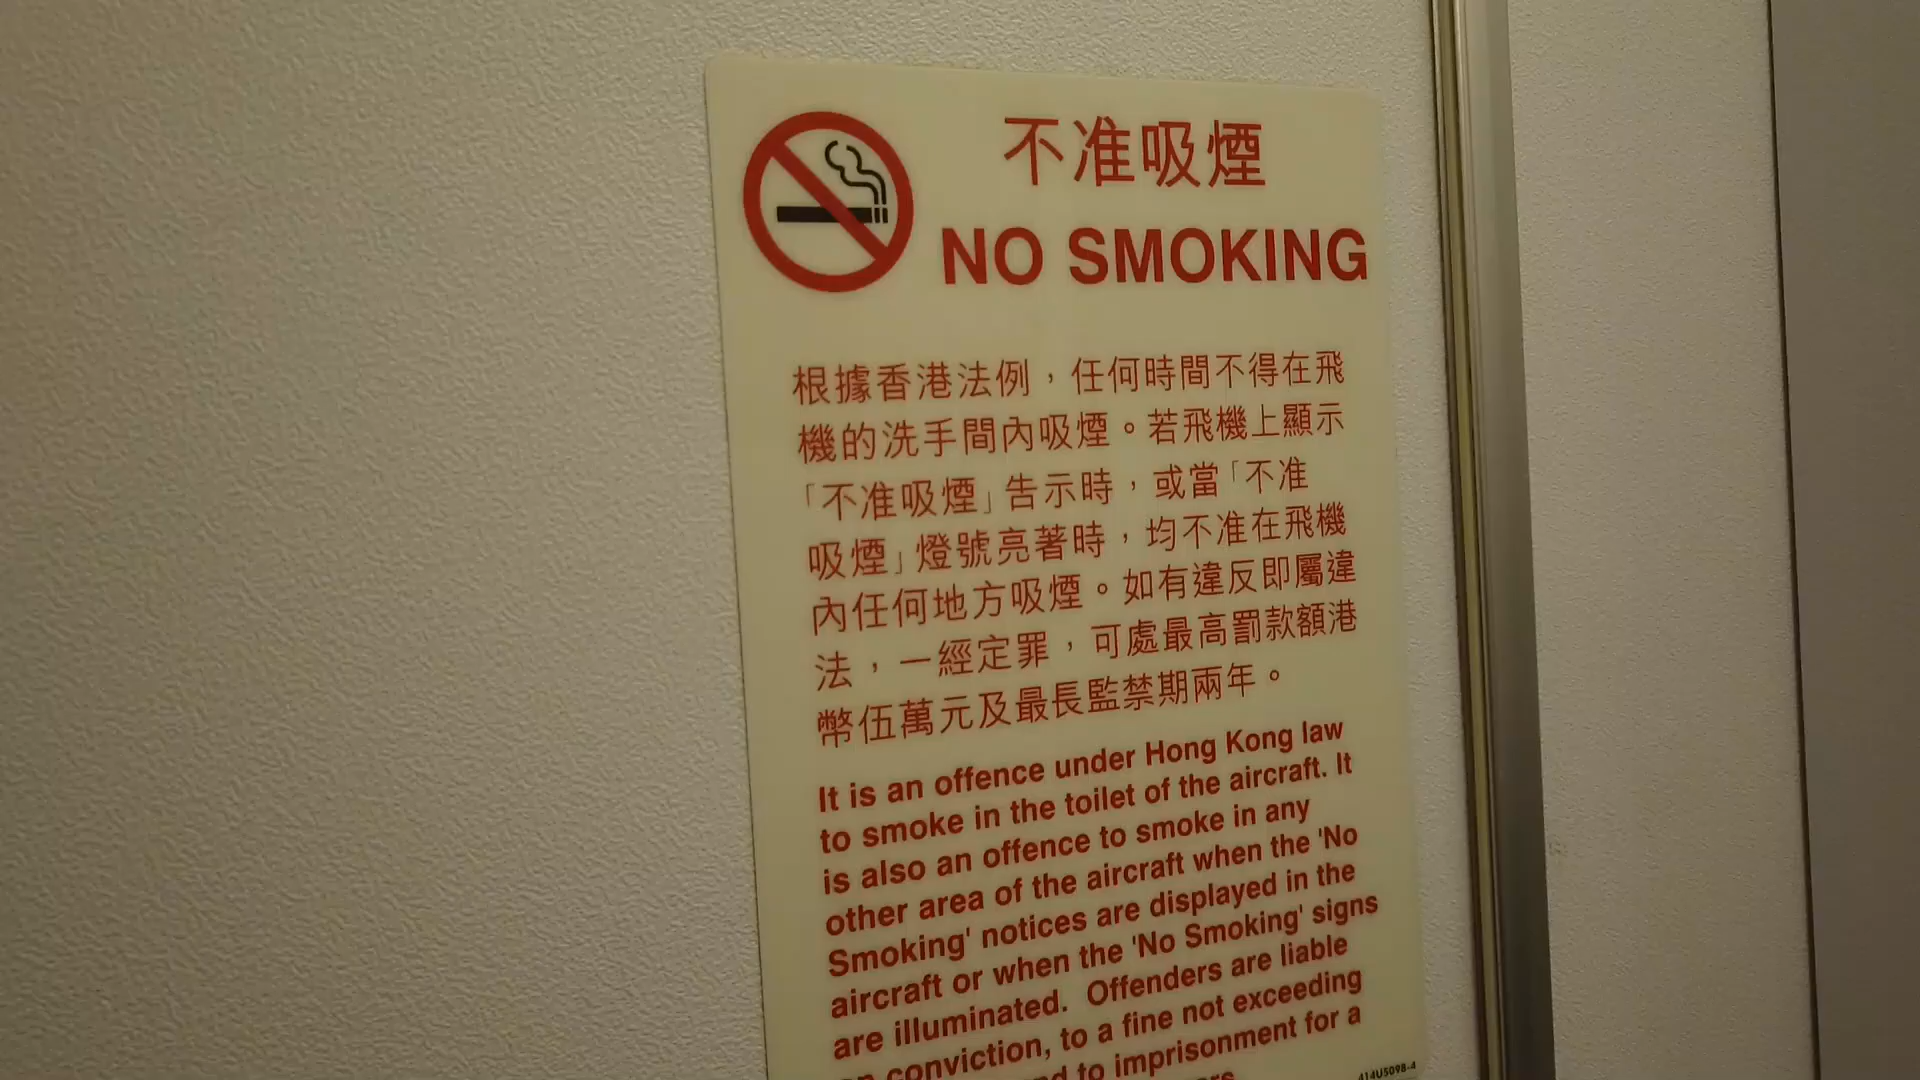 不准吸煙
NO SMOKING
根據香港法例，任何時間不得在飛
機的洗手間內吸煙。若飛機上顯示
「不准吸煙」告示時，或當「不准
吸煙」燈號亮著時，均不准在飛機
內任何地方吸煙。如有違反即屬違
法，一經定罪，可處最高罰款額港
幣伍萬元及最長監禁期兩年。
It is an offence under Hong Kong law
to smoke in the toilet of the aircraft. It
is also an offence to smoke in any
other area of the aircraft when the 'No
Smoking' notices are displayed in the
aircraft or when the 'No Smoking' signs
are illuminated. Offenders are liable
conviction, to a fine not exceeding
to imprisonment for a
414U5098-4